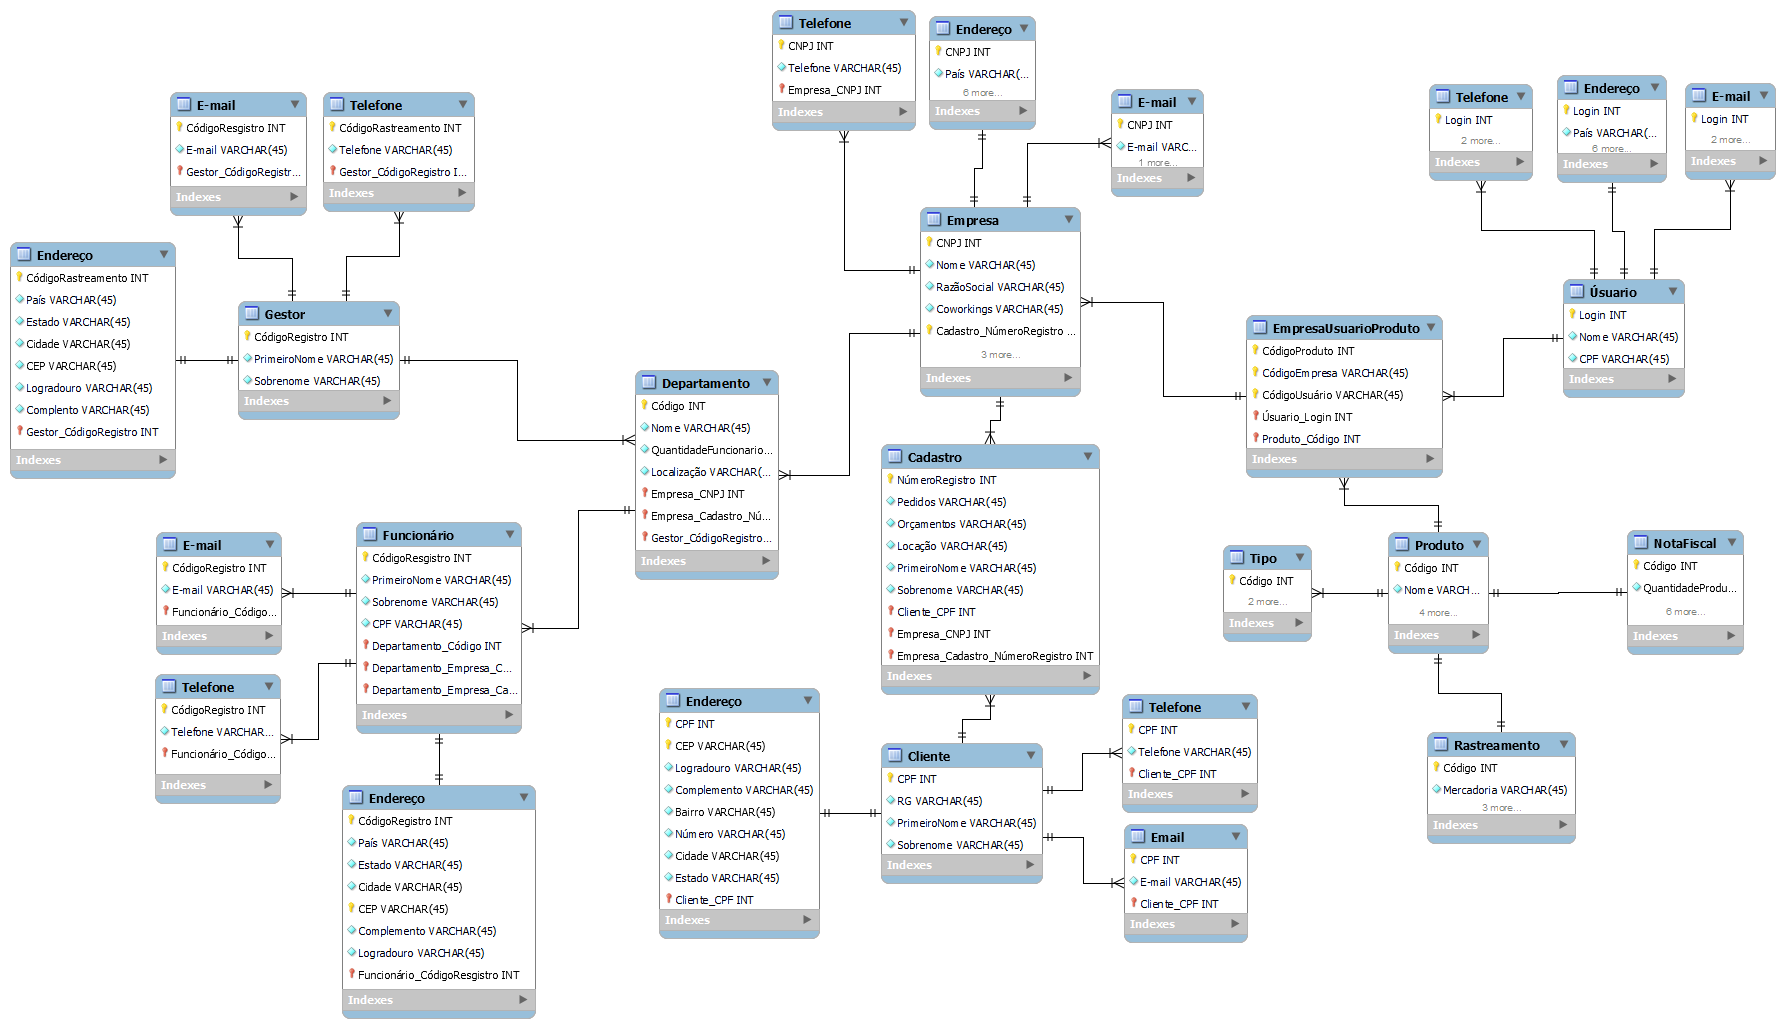 Telefone
CNPJ INT
Telefone VARCHAR(45)
Empresa_CNPJ INT
Indexes
Endereço
CNPJ INT
País VARCHAR(...
6 more...
Indexes
E-mail
CNPJ INT
E-mail VARC...
1 more...
Indexes
E-mail
CódigoResgistro INT
E-mail VARCHAR(45)
Gestor_CódigoRegistr...
Indexes
Telefone
CódigoRastreamento INT
Telefone VARCHAR(45)
Gestor_CódigoRegistro I...
Indexes
Telefone
Login INT
2 more...
Indexes
Endereço
Login INT
País VARCHAR(...
6 more...
Indexes
E-mail
Login INT
2 more...
Indexes
Endereço
CódigoRastreamento INT
País VARCHAR(45)
Estado VARCHAR(45)
Cidade VARCHAR(45)
CEP VARCHAR(45)
Logradouro VARCHAR(45)
Complento VARCHAR(45)
Gestor_CódigoRegistro INT
Indexes
Gestor
CódigoRegistro INT
PrimeiroNome VARCHAR(45)
Sobrenome VARCHAR(45)
Indexes
Empresa
CNPJ INT
Nome VARCHAR(45)
RazãoSocial VARCHAR(45)
Coworkings VARCHAR(45)
Cadastro_NúmeroRegistro ...
3 more...
Indexes
Úsuario
Login INT
Nome VARCHAR(45)
CPF VARCHAR(45)
Indexes
EmpresaUsuarioProduto
CódigoProduto INT
CódigoEmpresa VARCHAR(45)
CódigoUsuário VARCHAR(45)
Úsuario_Login INT
Produto_Código INT
Indexes
Departamento
Código INT
Nome VARCHAR(45)
QuantidadeFuncionario...
Localização VARCHAR(...
Empresa_CNPJ INT
Empresa_Cadastro_Nú...
Gestor_CódigoRegistro...
Indexes
Cadastro
NúmeroRegistro INT
Pedidos VARCHAR(45)
Orçamentos VARCHAR(45)
Locação VARCHAR(45)
PrimeiroNome VARCHAR(45)
Sobrenome VARCHAR(45)
Cliente_CPF INT
Empresa_CNPJ INT
Empresa_Cadastro_NúmeroRegistro INT
Indexes
E-mail
CódigoRegistro INT
E-mail VARCHAR(45)
Funcionário_Código...
Indexes
Funcionário
CódigoResgistro INT
PrimeiroNome VARCHAR(45)
Sobrenome VARCHAR(45)
CPF VARCHAR(45)
Departamento_Código INT
Departamento_Empresa_C...
Departamento_Empresa_Ca...
Indexes
Tipo
Código INT
2 more...
Indexes
Produto
Código INT
Nome VARCH...
4 more...
Indexes
NotaFiscal
Código INT
QuantidadeProdu...
6 more...
Indexes
Telefone
CódigoRegistro INT
Telefone VARCHAR...
Funcionário_Código...
Indexes
Endereço
CPF INT
CEP VARCHAR(45)
Logradouro VARCHAR(45)
Complemento VARCHAR(45)
Bairro VARCHAR(45)
Número VARCHAR(45)
Cidade VARCHAR(45)
Estado VARCHAR(45)
Cliente_CPF INT
Indexes
Cliente
CPF INT
RG VARCHAR(45)
PrimeiroNome VARCHAR(45)
Sobrenome VARCHAR(45)
Indexes
Telefone
CPF INT
Telefone VARCHAR(45)
Cliente_CPF INT
Indexes
Rastreamento
Código INT
Mercadoria VARCHAR(45)
3 more...
Indexes
Endereço
CódigoRegistro INT
País VARCHAR(45)
Estado VARCHAR(45)
Cidade VARCHAR(45)
CEP VARCHAR(45)
Complemento VARCHAR(45)
Logradouro VARCHAR(45)
Funcionário_CódigoResgistro INT
Indexes
Email
CPF INT
E-mail VARCHAR(45)
Cliente_CPF INT
Indexes